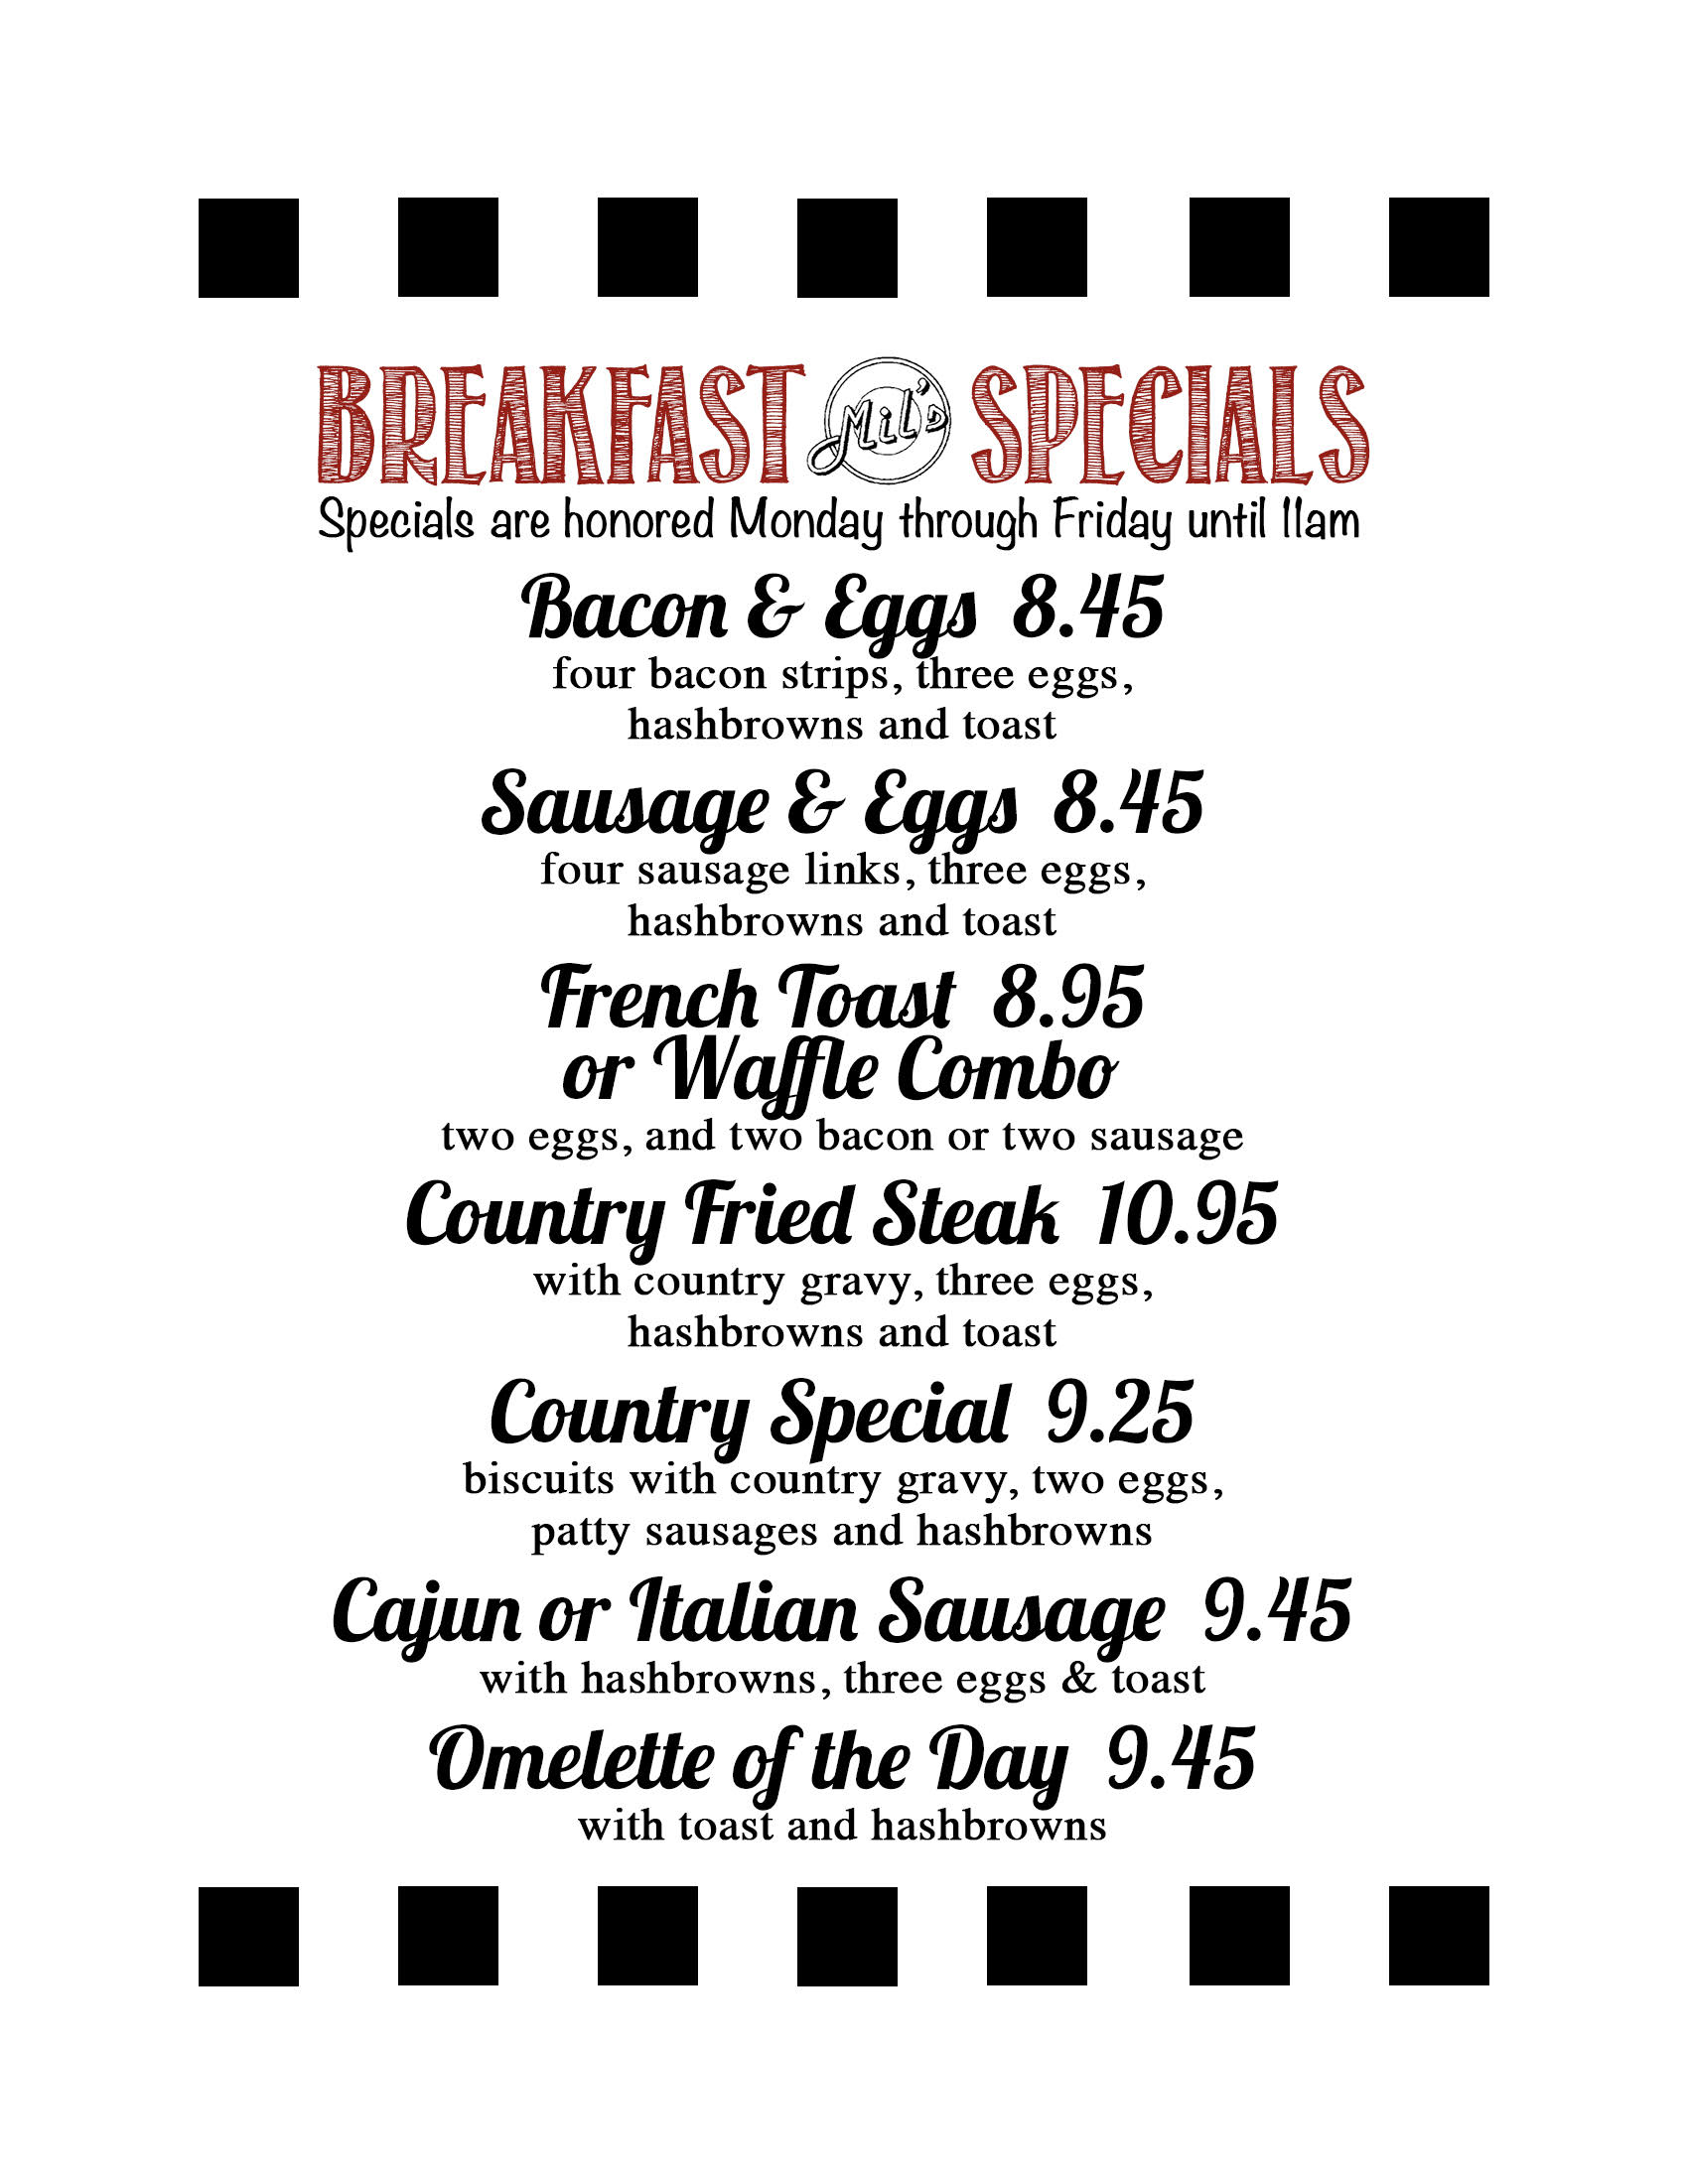 BREAKFAST Mil's SPECIALS
Specials are honored Monday through Friday until 11am
Bacon & Eggs 8.45
four bacon strips, three eggs,
hashbrowns and toast
Sausage & Eggs 8.45
four sausage links, three eggs,
hashbrowns and toast
French Toast 8.95
or Waffle Combo
two eggs, and two bacon or two sausage
Country Fried Steak 10.95
with country gravy, three eggs,
hashbrowns and toast
Country Special 9.25
biscuits with country gravy, two eggs,
patty sausages and hashbrowns
Cajun or Italian Sausage 9.45
with hashbrowns, three eggs & toast
Omelette of the Day 9.45
with toast and hashbrowns